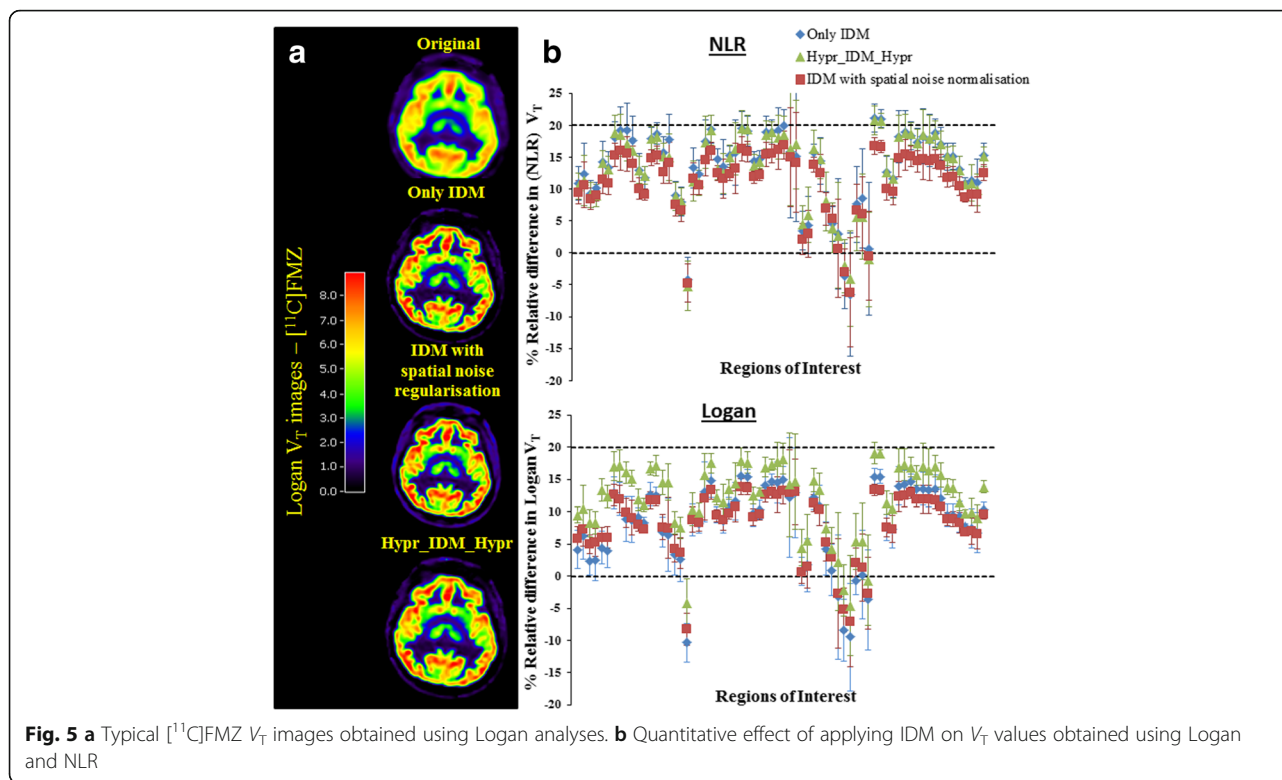 a
Original
Only IDM
IDM with
spatial noise
regularisation
Hypr_IDM_Hypr
Logan VT images – [11C]FMZ
8.0
7.0
6.0
5.0
4.0
3.0
2.0
1.0
0.0
b
NLR
Only IDM
Hypr_IDM_Hypr
IDM with spatial noise normalisation
% Relative difference in (NLR) VT
25
20
15
10
5
0
-5
-10
-15
-20
Regions of Interest
Logan
% Relative difference in Logan VT
25
20
15
10
5
0
-5
-10
-15
-20
Regions of Interest
Fig. 5 a Typical [11C]FMZ VT images obtained using Logan analyses. b Quantitative effect of applying IDM on VT values obtained using Logan
and NLR